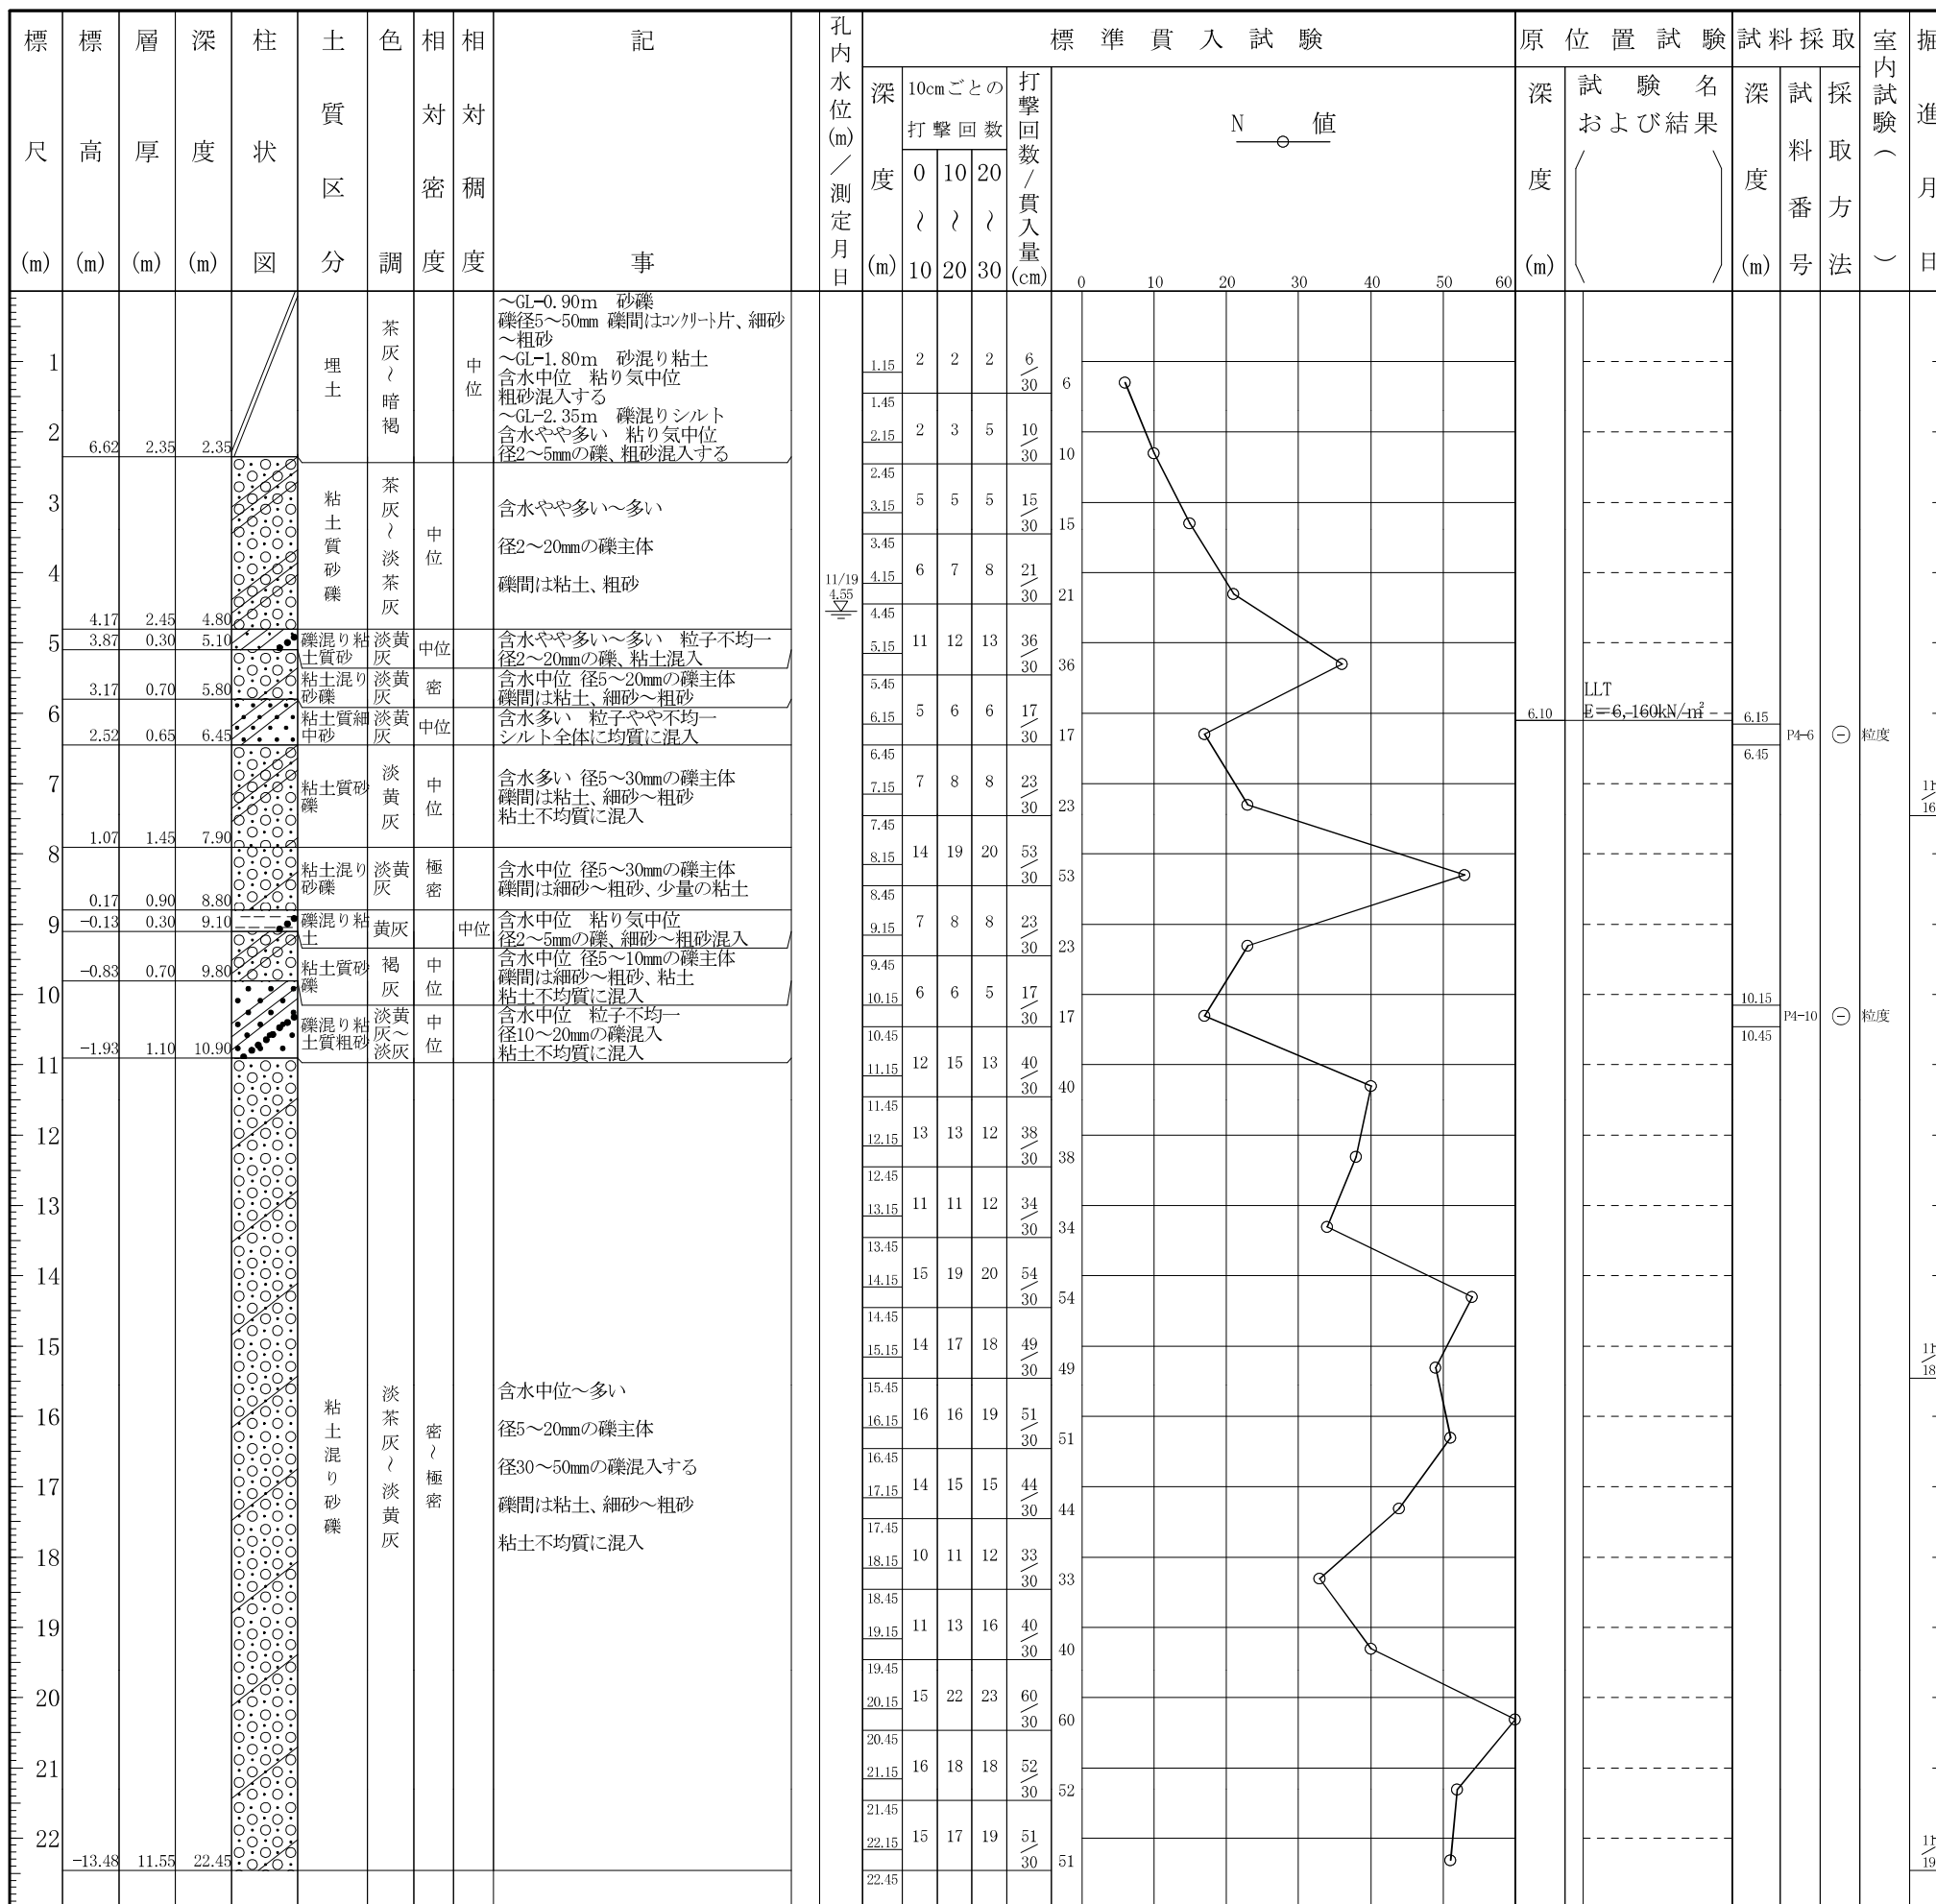 標尺(m)
標高(m)
層厚(m)
深度(m)
柱状図
土質区分
色調
相対密度
相対稠度
記事
孔内水位(m)／測定月日
標準貫入試験
深度(m)
10cmごとの
打撃回数
0～10
10～20
20～30
打撃回数/貫入量(cm)
N 値
0 10 20 30 40 50 60
原位置試験
深度(m)
試験名
および結果
試料採取
深度(m)
試料番号
採取方法
室内試験（ ）
掘進月日
1
2
3
4
5
6
7
8
9
10
11
12
13
14
15
16
17
18
19
20
21
22
6.62 2.35 2.35
埋土
茶灰～暗褐
中位
～GL-0.90m 砂礫
礫径5～50mm 礫間はコンクリート片、細砂
～粗砂
～GL-1.80m 砂混り粘土
含水中位 粘り気中位
粗砂混入する
～GL-2.35m 礫混りシルト
含水やや多い 粘り気中位
径2～5mmの礫、粗砂混入する
4.17 2.45 4.80
粘土質砂礫
茶灰～淡茶灰
中位
含水やや多い～多い
径2～20mmの礫主体
礫間は粘土、粗砂
3.87 0.30 5.10
礫混り粘
土質砂
淡黄
灰
中位
含水やや多い～多い 粒子不均一
径2～20mmの礫、粘土混入
3.17 0.70 5.80
粘土混り
砂礫
淡黄
灰
密
含水中位 径5～20mmの礫主体
礫間は粘土、細砂～粗砂
2.52 0.65 6.45
粘土質細
中砂
淡黄
灰
中位
含水多い 粒子やや不均一
シルト全体に均質に混入
1.07 1.45 7.90
粘土質砂
礫
淡黄灰
中位
含水多い 径5～30mmの礫主体
礫間は粘土、細砂～粗砂
粘土不均質に混入
0.17 0.90 8.80
粘土混り
砂礫
淡黄
灰
極密
含水中位 径5～30mmの礫主体
礫間は細砂～粗砂、少量の粘土
-0.13 0.30 9.10
礫混り粘
土
黄灰
中位
含水中位 粘り気中位
径2～5mmの礫、細砂～粗砂混入
-0.83 0.70 9.80
粘土質砂
礫
褐灰
中位
含水中位 径5～10mmの礫主体
礫間は細砂～粗砂、粘土
粘土不均質に混入
-1.93 1.10 10.90
礫混り粘
土質粗砂
淡黄
灰～
淡灰
中位
含水中位 粒子不均一
径10～20mmの礫混入
粘土不均質に混入
-13.48 11.55 22.45
粘土混り砂礫
淡茶灰～淡黄灰
密～極密
含水中位～多い
径5～20mmの礫主体
径30～50mmの礫混入する
礫間は粘土、細砂～粗砂
粘土不均質に混入
11/19
4.55
1.15 2 2 2 6/30 6
1.45
2.15 2 3 5 10/30 10
2.45
3.15 5 5 5 15/30 15
3.45
4.15 6 7 8 21/30 21
4.45
5.15 11 12 13 36/30 36
5.45
6.15 5 6 6 17/30 17
6.45
7.15 7 8 8 23/30 23
7.45
8.15 14 19 20 53/30 53
8.45
9.15 7 8 8 23/30 23
9.45
10.15 6 6 5 17/30 17
10.45
11.15 12 15 13 40/30 40
11.45
12.15 13 13 12 38/30 38
12.45
13.15 11 11 12 34/30 34
13.45
14.15 15 19 20 54/30 54
14.45
15.15 14 17 18 49/30 49
15.45
16.15 16 16 19 51/30 51
16.45
17.15 14 15 15 44/30 44
17.45
18.15 10 11 12 33/30 33
18.45
19.15 11 13 16 40/30 40
19.45
20.15 15 22 23 60/30 60
20.45
21.15 16 18 18 52/30 52
21.45
22.15 15 17 19 51/30 51
22.45
6.10
LLT
E=6,160kN/㎡
6.15
6.45
P4-6
粒度
10.15
10.45
P4-10
粒度
11/16
11/18
11/19